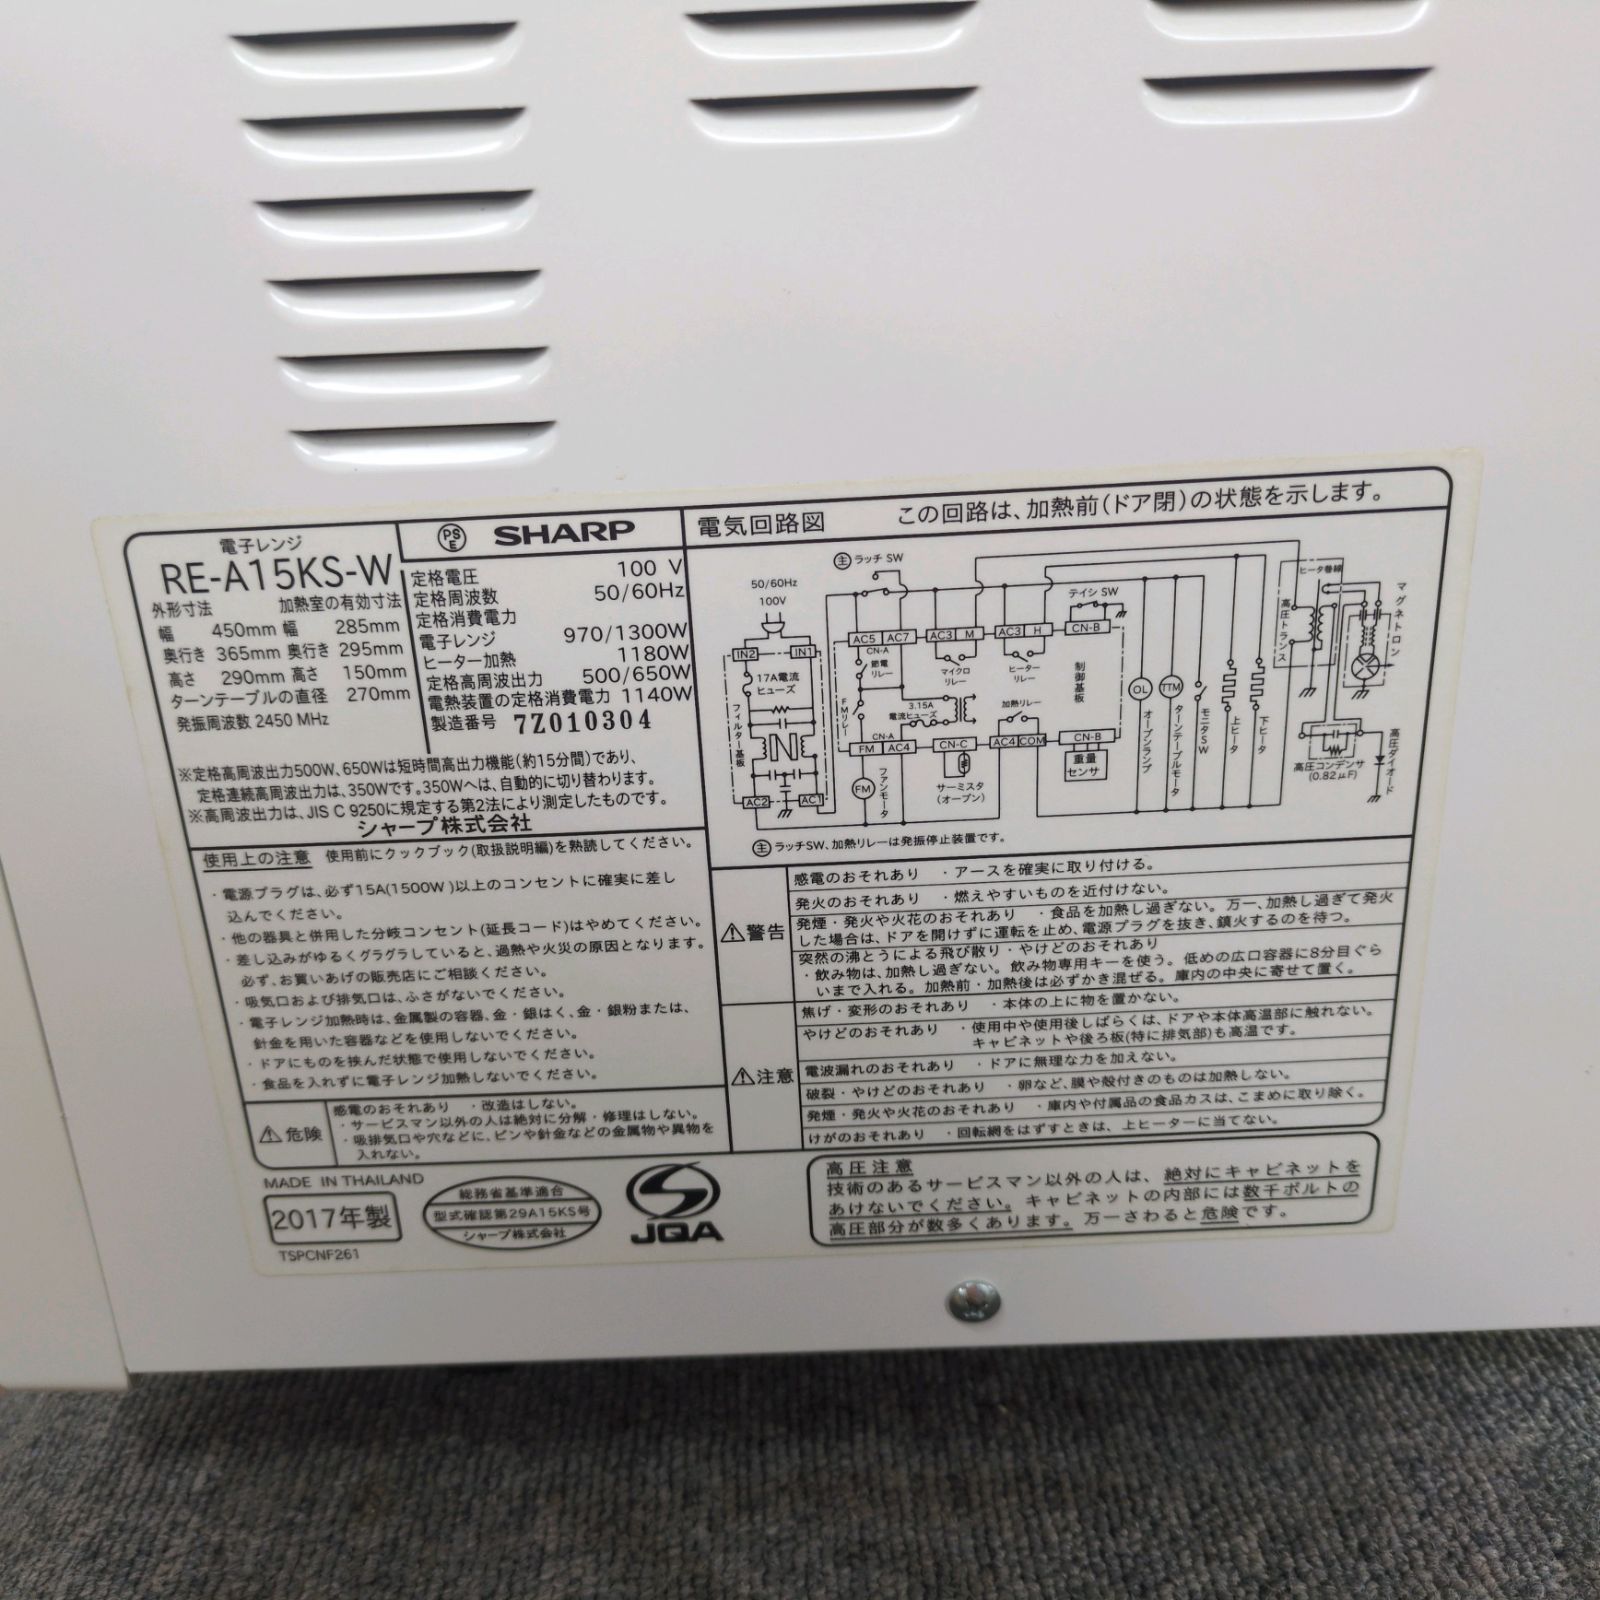 電子レンジ
RE-A15KS-W
外形寸法 加熱室の有効寸法
幅 450mm 幅 285mm
奥行き 365mm 奥行き 295mm
高さ 290mm 高さ 150mm
ターンテーブルの直径 270mm
発振周波数 2450 MHz
PSE SHARP
定格電圧 100 V
定格周波数 50/60Hz
定格消費電力
電子レンジ 970/1300W
ヒーター加熱 1180W
定格高周波出力 500/650W
電熱装置の定格消費電力 1140W
製造番号 7Z010304
※定格高周波出力500W、650Wは短時間高出力機能(約15分間)であり、
定格連続高周波出力は、350Wです。350Wへは、自動的に切り替わります。
※高周波出力は、JIS C 9250に規定する第2法により測定したものです。
シャープ株式会社
使用上の注意 使用前にクックブック(取扱説明編)を熟読してください。
・電源プラグは、必ず15A(1500W)以上のコンセントに確実に差し
込んでください。
・他の器具と併用した分岐コンセント(延長コード)はやめてください。
・差し込みがゆるくグラグラしていると、過熱や火災の原因となります。
必ず、お買いあげの販売店にご相談ください。
・吸気口および排気口は、ふさがないでください。
・電子レンジ加熱時は、金属製の容器、金・銀はく、金・銀粉または、
針金を用いた容器などを使用しないでください。
・ドアにものを挟んだ状態で使用しないでください。
・食品を入れずに電子レンジ加熱しないでください。
⚠危険
感電のおそれあり ・改造はしない。
・サービスマン以外の人は絶対に分解・修理はしない。
・吸排気口や穴などに、ピンや針金などの金属物や異物を
入れない。
MADE IN THAILAND
2017年製
TSPCNF261
総務省基準適合
型式確認第29A15KS号
シャープ株式会社
JQA
電気回路図 この回路は、加熱前(ドア閉)の状態を示します。
50/60Hz
100V
主 ラッチ SW
テイシ SW
ヒータ巻線
マグネトロン
高圧トランス
IN2 IN1
AC5 AC7
AC3 M
AC3 H
CN-B
CN-A
17A電流
ヒューズ
節電
リレー
マイクロ
リレー
ヒーター
リレー
制御基板
フィルター基板
FMリレー
3.15A
電流ヒューズ
加熱リレー
OL
TTM
オーブンランプ
ターンテーブルモータ
モニタSW
上ヒータ
下ヒータ
CN-A
FM AC4
CN-C
AC4 COM
CN-B
重量
センサ
FM
ファンモータ
サーミスタ
(オーブン)
AC2 AC1
高圧コンデンサ
(0.82μF)
高圧ダイオード
主 ラッチSW、加熱リレーは発振停止装置です。
⚠警告
感電のおそれあり ・アースを確実に取り付ける。
発火のおそれあり ・燃えやすいものを近付けない。
発煙・発火や火花のおそれあり ・食品を加熱し過ぎない。万一、加熱し過ぎて発火
した場合は、ドアを開けずに運転を止め、電源プラグを抜き、鎮火するのを待つ。
突然の沸とうによる飛び散り・やけどのおそれあり
・飲み物は、加熱し過ぎない。飲み物専用キーを使う。低めの広口容器に8分目ぐら
いまで入れる。加熱前・加熱後は必ずかき混ぜる。庫内の中央に寄せて置く。
⚠注意
焦げ・変形のおそれあり ・本体の上に物を置かない。
やけどのおそれあり ・使用中や使用後しばらくは、ドアや本体高温部に触れない。
キャビネットや後ろ板(特に排気部)も高温です。
電波漏れのおそれあり ・ドアに無理な力を加えない。
破裂・やけどのおそれあり ・卵など、膜や殻付きのものは加熱しない。
発煙・発火や火花のおそれあり ・庫内や付属品の食品カスは、こまめに取り除く。
けがのおそれあり ・回転網をはずすときは、上ヒーターに当てない。
高圧注意
技術のあるサービスマン以外の人は、絶対にキャビネットを
あけないでください。キャビネットの内部には数千ボルトの
高圧部分が数多くあります。万一さわると危険です。